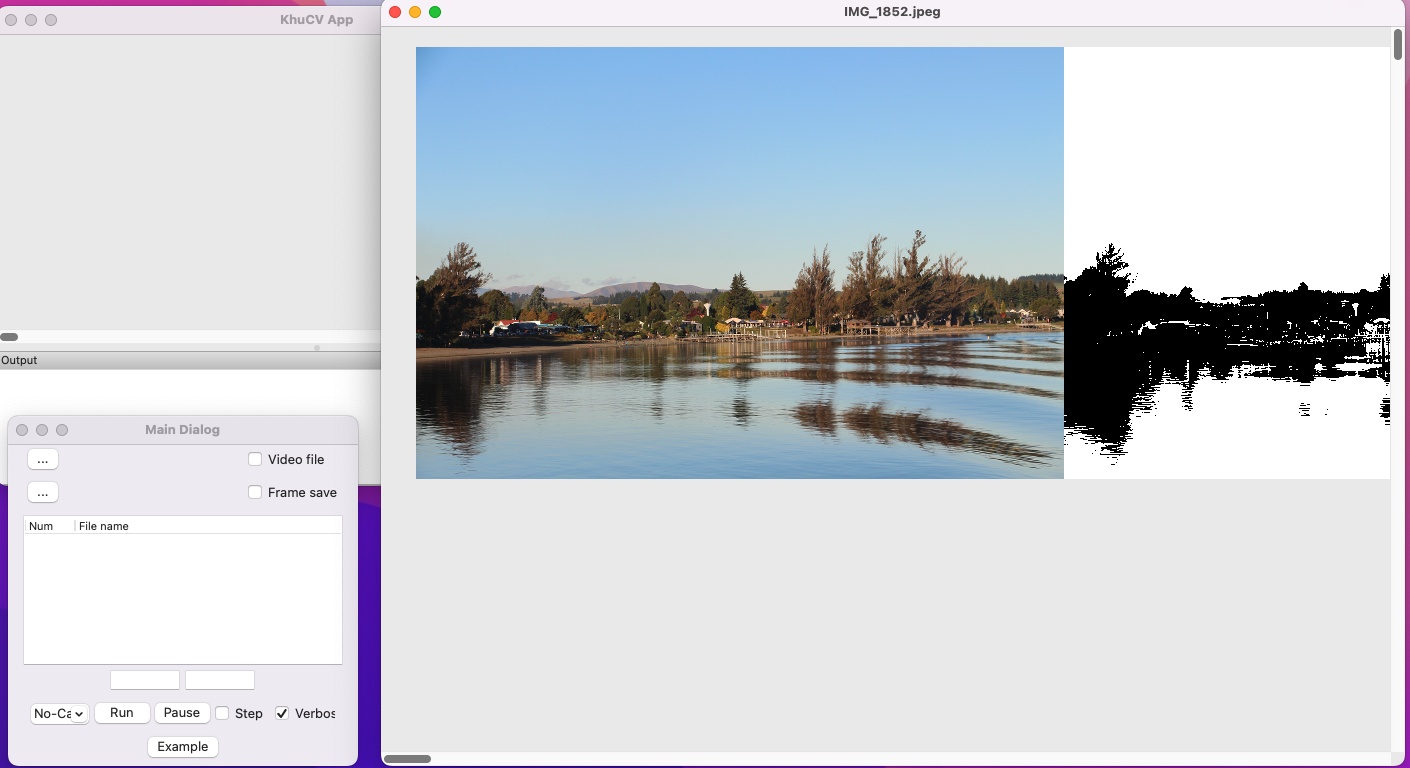 KhuCV App
IMG_1852.jpeg
Output
Main Dialog
...
Video file
...
Frame save
Num File name
No-Ca Run Pause Step Verbos
Example